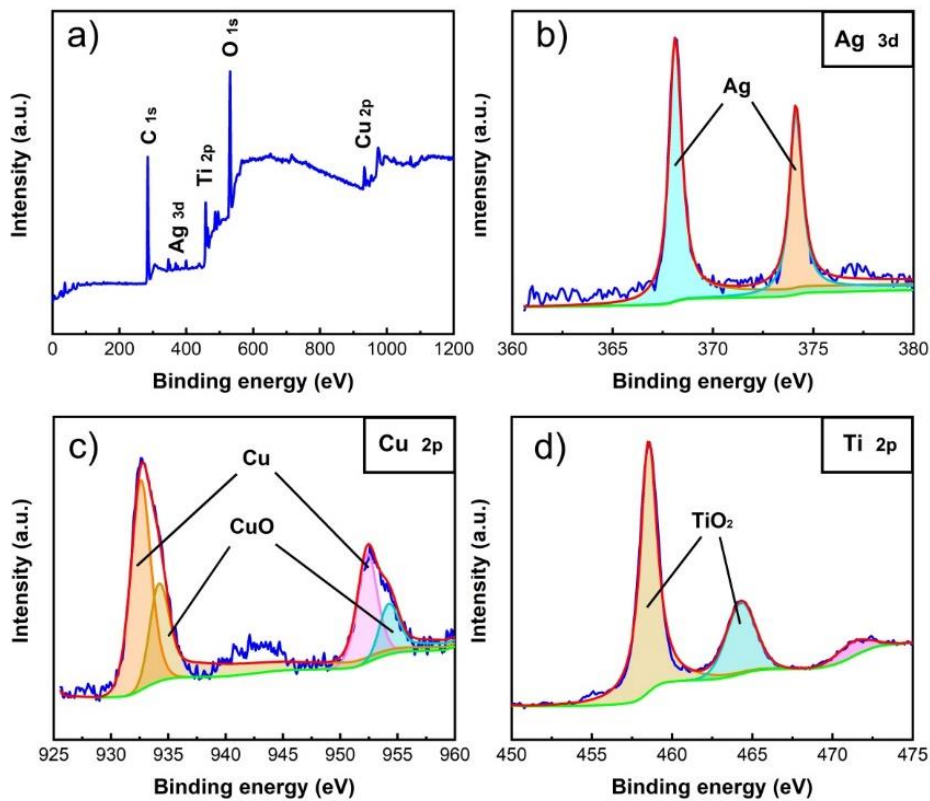 a)
C 1s
Ag 3d
Ti 2p
O 1s
Cu 2p
Intensity (a.u.)
0 200 400 600 800 1000 1200
Binding energy (eV)
b)
Ag 3d
Ag
Intensity (a.u.)
360 365 370 375 380
Binding energy (eV)
c)
Cu 2p
Cu
CuO
Intensity (a.u.)
925 930 935 940 945 950 955 960
Binding energy (eV)
d)
Ti 2p
TiO₂
Intensity (a.u.)
450 455 460 465 470 475
Binding energy (eV)